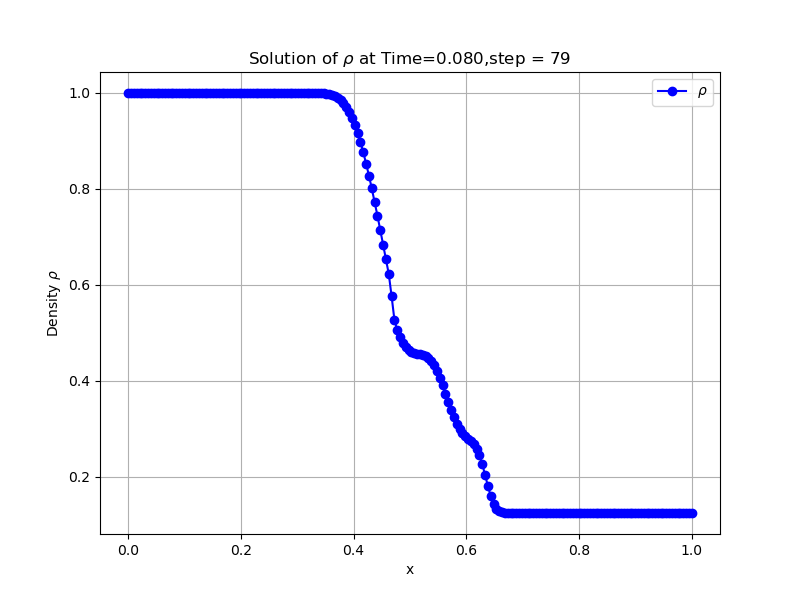 Solution of ρ at Time=0.080,step = 79
ρ
1.0
0.8
0.6
0.4
0.2
Density ρ
0.0 0.2 0.4 0.6 0.8 1.0
x